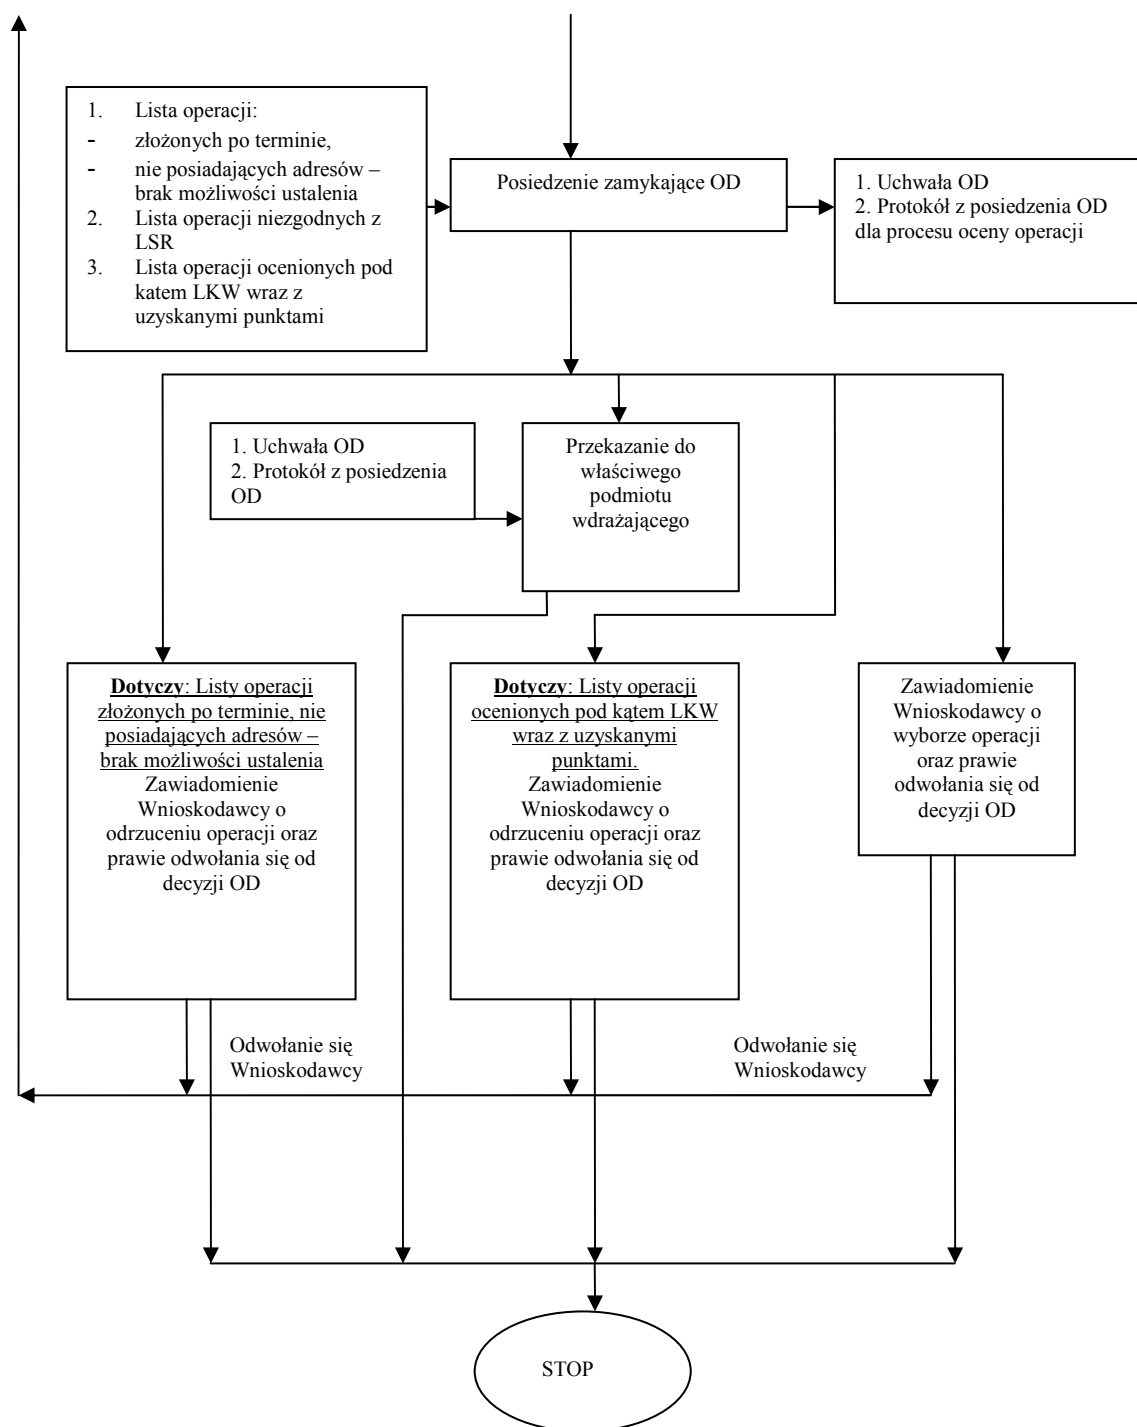 1. Lista operacji:
- złożonych po terminie,
- nie posiadających adresów –
brak możliwości ustalenia
2. Lista operacji niezgodnych z
LSR
3. Lista operacji ocenionych pod
katem LKW wraz z
uzyskanymi punktami
Posiedzenie zamykające OD
1. Uchwała OD
2. Protokół z posiedzenia OD
dla procesu oceny operacji
1. Uchwała OD
2. Protokół z posiedzenia
OD
Przekazanie do
właściwego
podmiotu
wdrażającego
Dotyczy: Listy operacji
złożonych po terminie, nie
posiadających adresów –
brak możliwości ustalenia
Zawiadomienie
Wnioskodawcy o
odrzuceniu operacji oraz
prawie odwołania się od
decyzji OD
Dotyczy: Listy operacji
ocenionych pod kątem LKW
wraz z uzyskanymi
punktami.
Zawiadomienie
Wnioskodawcy o
odrzuceniu operacji oraz
prawie odwołania się od
decyzji OD
Zawiadomienie
Wnioskodawcy o
wyborze operacji
oraz prawie
odwołania się od
decyzji OD
Odwołanie się
Wnioskodawcy
Odwołanie się
Wnioskodawcy
STOP